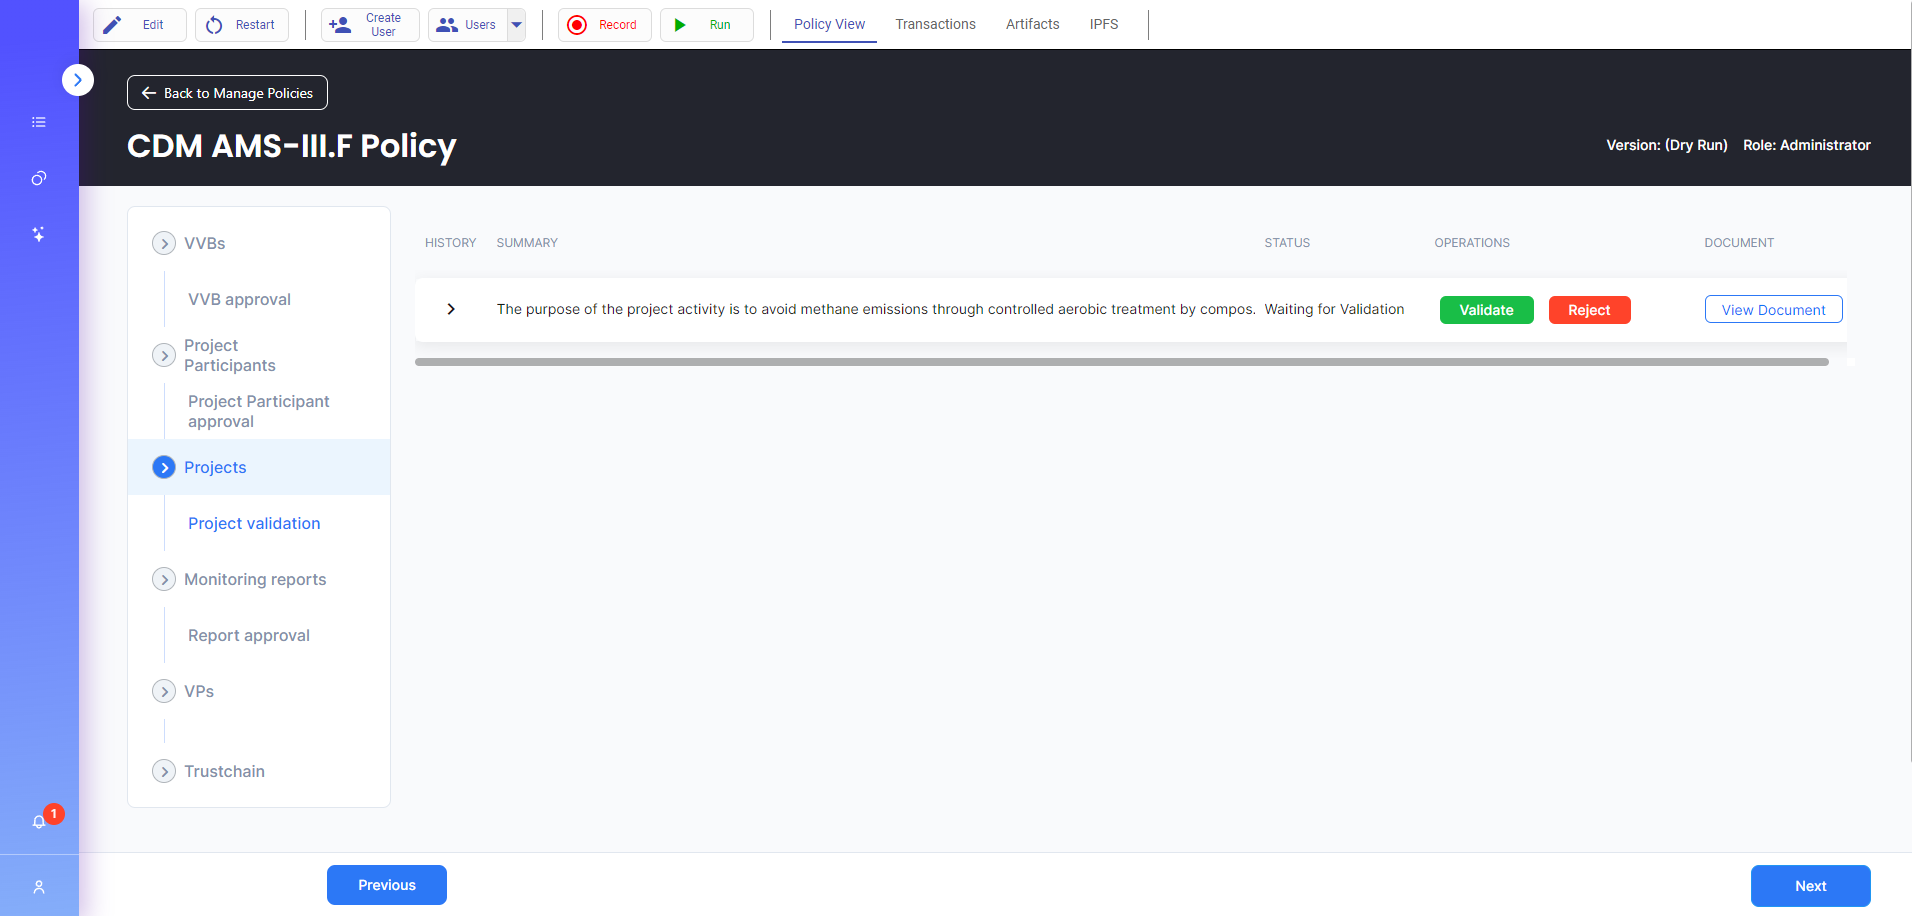 Edit
Restart
Create
User
Users
Record
Run
Policy View
Transactions
Artifacts
IPFS
Back to Manage Policies
CDM AMS-III.F Policy
Version: (Dry Run) Role: Administrator
VVBs
VVB approval
Project
Participants
Project Participant
approval
Projects
Project validation
Monitoring reports
Report approval
VPs
Trustchain
HISTORY SUMMARY STATUS OPERATIONS DOCUMENT
The purpose of the project activity is to avoid methane emissions through controlled aerobic treatment by compos. Waiting for Validation Validate Reject View Document
1
Previous
Next